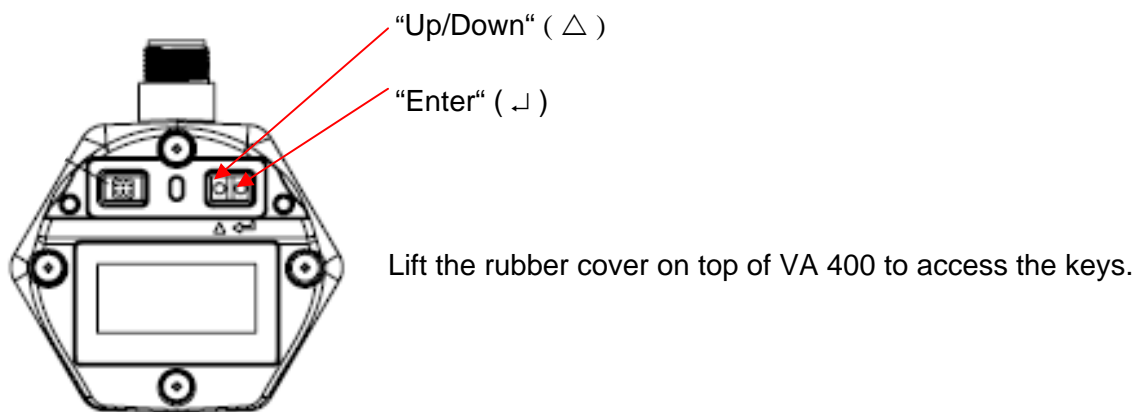 “Up/Down“ ( △ )
“Enter“ ( ↵ )
△ ↵
Lift the rubber cover on top of VA 400 to access the keys.